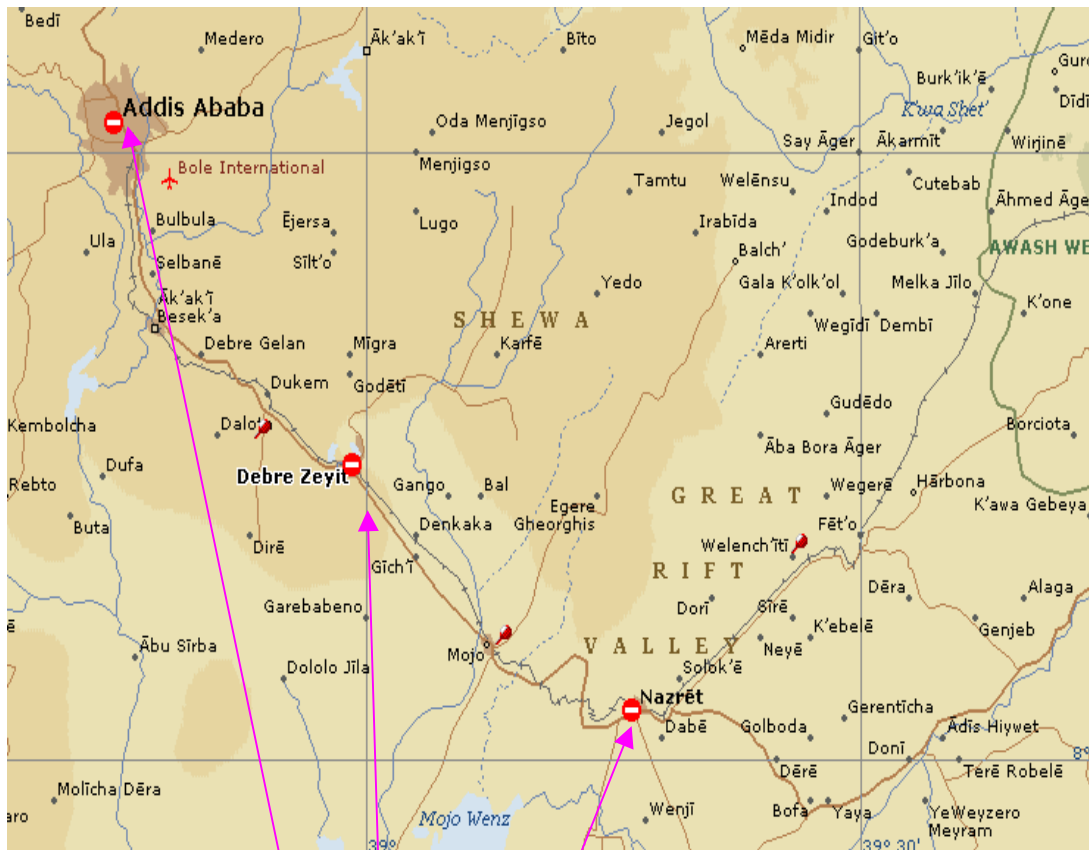 Bedī
Medero
Āk'ak'ī
Bīto
Mēda Midir
Git'o
Burk'ik'ē
Guro
Dīdī
Addis Ababa
Oda Menjīgso
Jegol
K'wa Shet'
Say Āger
Ākarmīt
Wirjinē
Menjigso
Bole International
Tamtu
Welēnsu
Cutebab
Bulbula
Ējersa
Lugo
Irabīda
Indod
Āhmed Āge
Ula
Sīlt'o
Balch'
Godeburk'a
AWASH WE
Selbanē
Yedo
Gala K'olk'ol
Melka Jīlo
K'one
Āk'ak'ī
Besek'a
SHEWA
Wegīdī
Dembī
Debre Gelan
Mīgra
Karfē
Arerti
Dukem
Godētī
Gudēdo
Kembolcha
Āba Bora Āger
Borciota
Dufa
Debre Zeyit
Rebto
Gango
Bal
Egere
GREAT
Wegerē
Hārbona
K'awa Gebeya
Buta
Denkaka
Gheorghis
Fēt'o
Dirē
Gīch'ī
Welench'ītī
RIFT
Dēra
Alaga
Garebabeno
Dorī
Sīrē
K'ebelē
Genjeb
Ābu Sīrba
Mojo
VALLEY
Neyē
Dololo Jīla
Solok'ē
Nazrēt
Gerentīcha
Dabē
Golboda
Ādis Hiywet
Donī
8°
Dērē
Terē Robelē
Molīcha Dēra
aro
Mojo Wenz
Wenjī
Bofa
Yaya
YeWeyzero
Meyram
39°
39° 30'